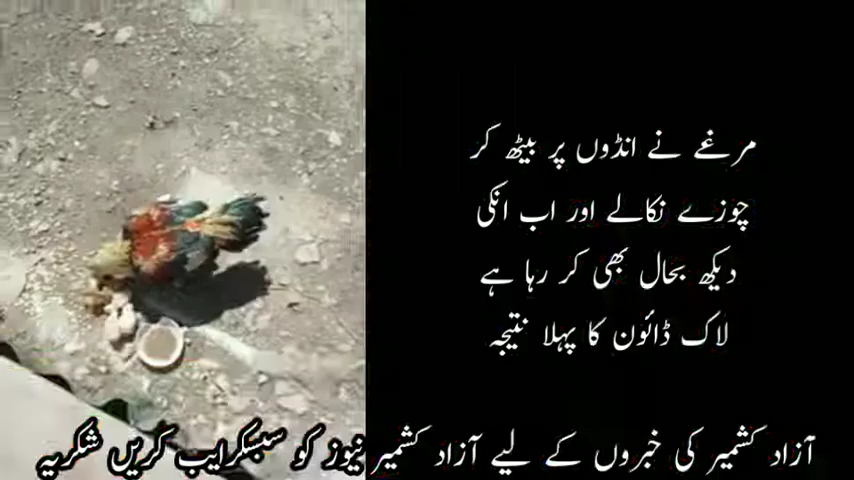 مرغے نے انڈوں پر بیٹھ کر
چوزے نکالے اور اب انکی
دیکھ بحال بھی کر رہا ہے
لاک ڈائون کا پہلا نتیجہ
آزاد کشمیر کی خبروں کے لیے آزاد کشمیر نیوز کو سبسکرایب کریں شکریہ